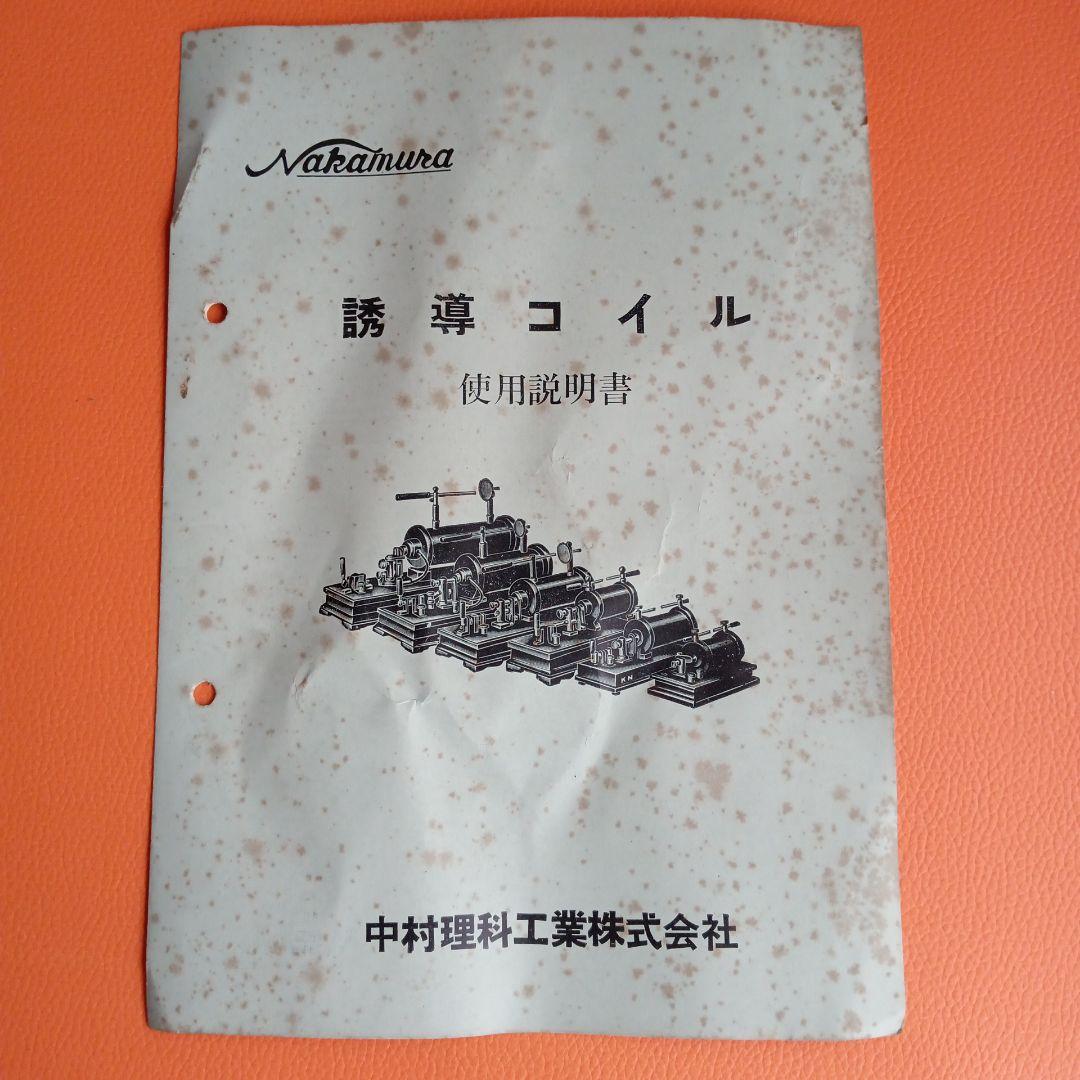 Nakamura
誘導コイル
使用説明書
KN
中村理科工業株式会社